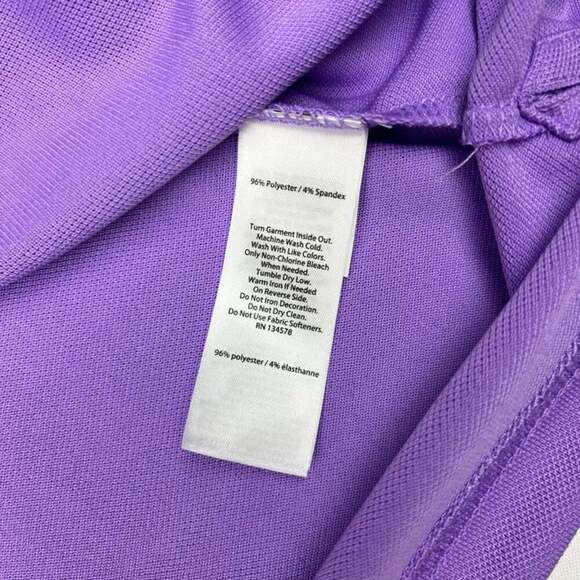 96% Polyester / 4% Spandex
Turn Garment Inside Out.
Machine Wash Cold.
Wash With Like Colors.
Only Non-Chlorine Bleach
When Needed.
Tumble Dry Low.
Warm Iron If Needed
On Reverse Side.
Do Not Iron Decoration.
Do Not Dry Clean.
Do Not Use Fabric Softeners.
RN 134578
96% polyester / 4% élasthanne